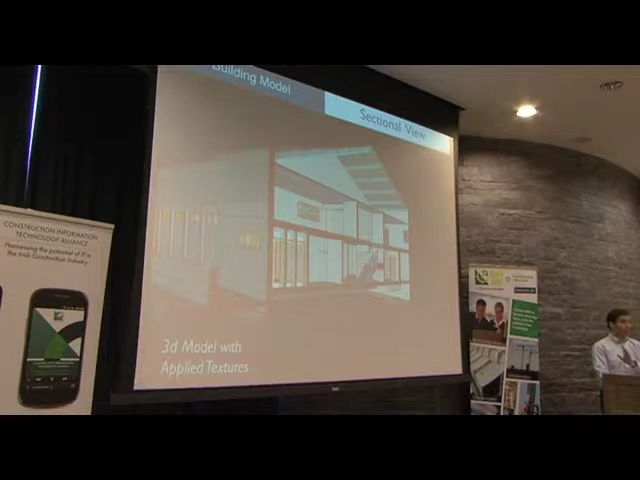 Building Model
Sectional View
3d Model with
Applied Textures
CONSTRUCTION INFORMATION
TECHNOLOGY ALLIANCE
Harnessing the potential of IT in
the Irish Construction Industry